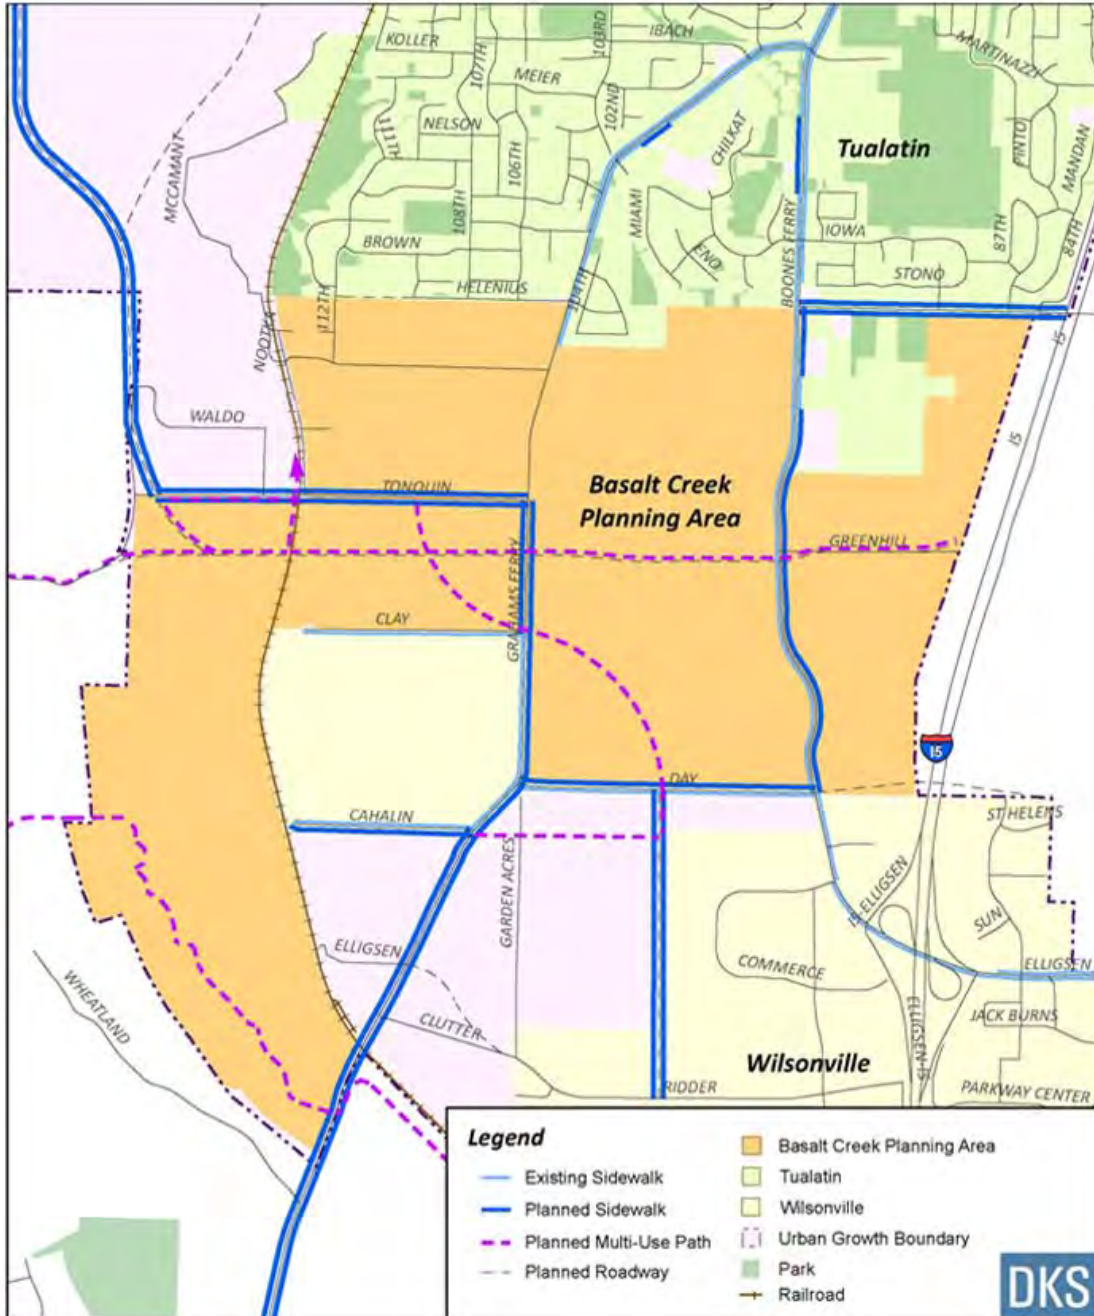 KOLLER
103RD
IBACH
MARTINAZZI
107TH
MEIER
102ND
111TH
NELSON
CHILKAT
Tualatin
PINTO
MANDAN
MCCAMANT
106TH
108TH
MIAMI
BOONES FERRY
IOWA
87TH
84TH
BROWN
ENO
STONO
HELENIUS
112TH
104TH
NOOTKA
I5
WALDO
I5
TONQUIN
Basalt Creek
Planning Area
GREENHILL
GRAHAMS FERRY
CLAY
15
DAY
CAHALIN
ST HELENS
GARDEN ACRES
I5-ELLIGSEN
SUN
ELLIGSEN
ELLIGSEN
COMMERCE
WHEATLAND
CLUTTER
ELLIGSEN-I5
JACK BURNS
Wilsonville
RIDDER
PARKWAY CENTER
Legend
Existing Sidewalk
Planned Sidewalk
Planned Multi-Use Path
Planned Roadway
Basalt Creek Planning Area
Tualatin
Wilsonville
Urban Growth Boundary
Park
Railroad
DKS